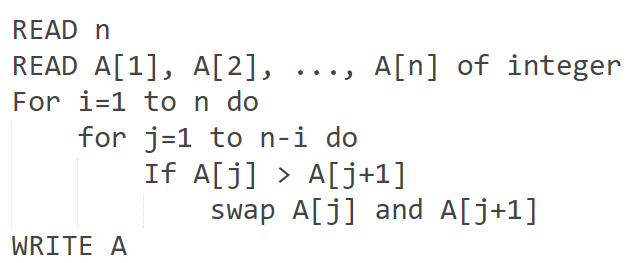 READ n
READ A[1], A[2], ..., A[n] of integer
For i=1 to n do
    for j=1 to n-i do
        If A[j] > A[j+1]
            swap A[j] and A[j+1]
WRITE A